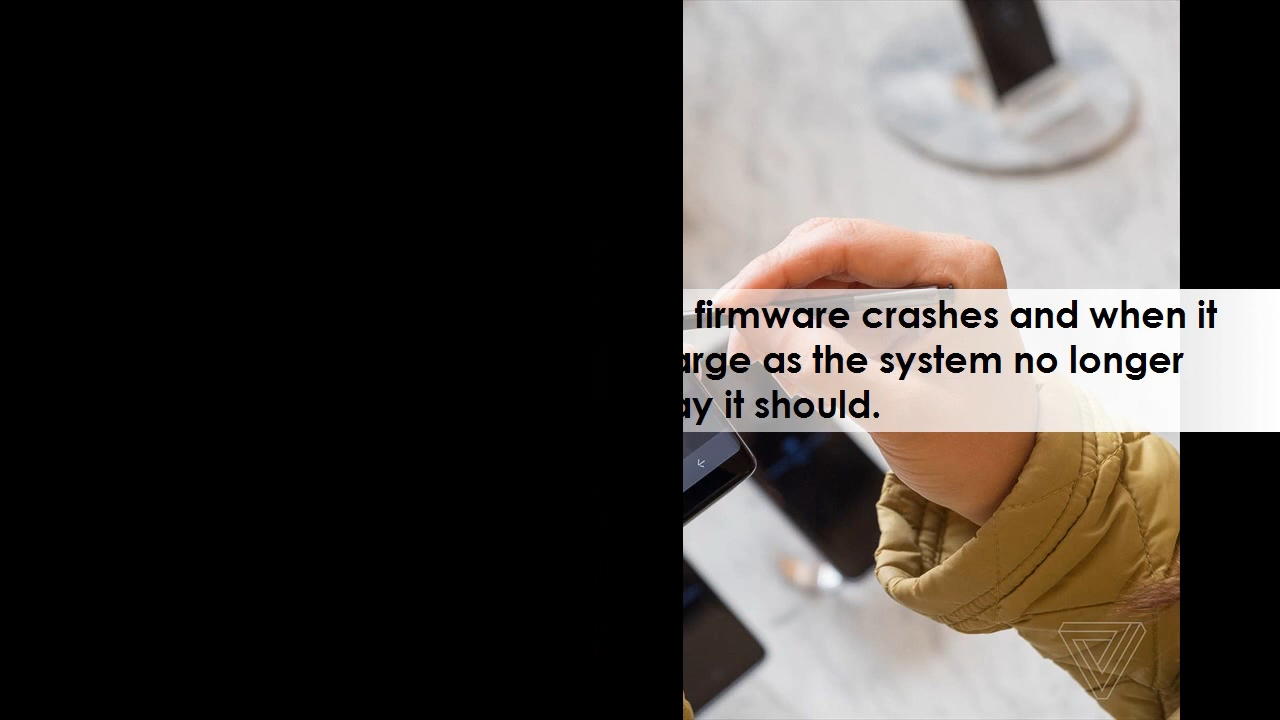 firmware crashes and when it
as the system no longer
it should.